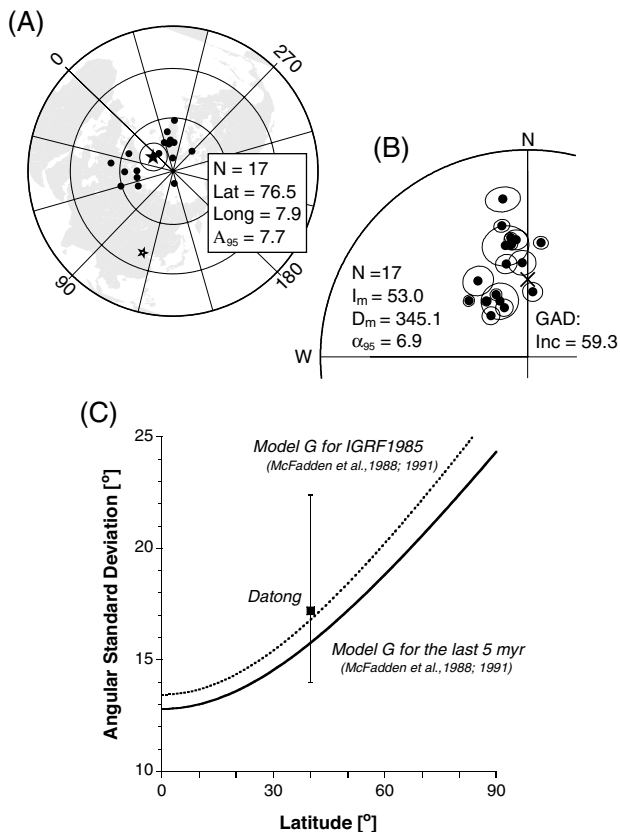 (A)
0
270
N = 17
Lat = 76.5
Long = 7.9
A95 = 7.7
90
180
(B)
N
N =17
Im = 53.0
Dm = 345.1
α95 = 6.9
GAD:
Inc = 59.3
W
(C)
Angular Standard Deviation [°]
25
20
15
10
Model G for IGRF1985
(McFadden et al.,1988; 1991)
Datong
Model G for the last 5 myr
(McFadden et al.,1988; 1991)
0
30
60
90
Latitude [°]